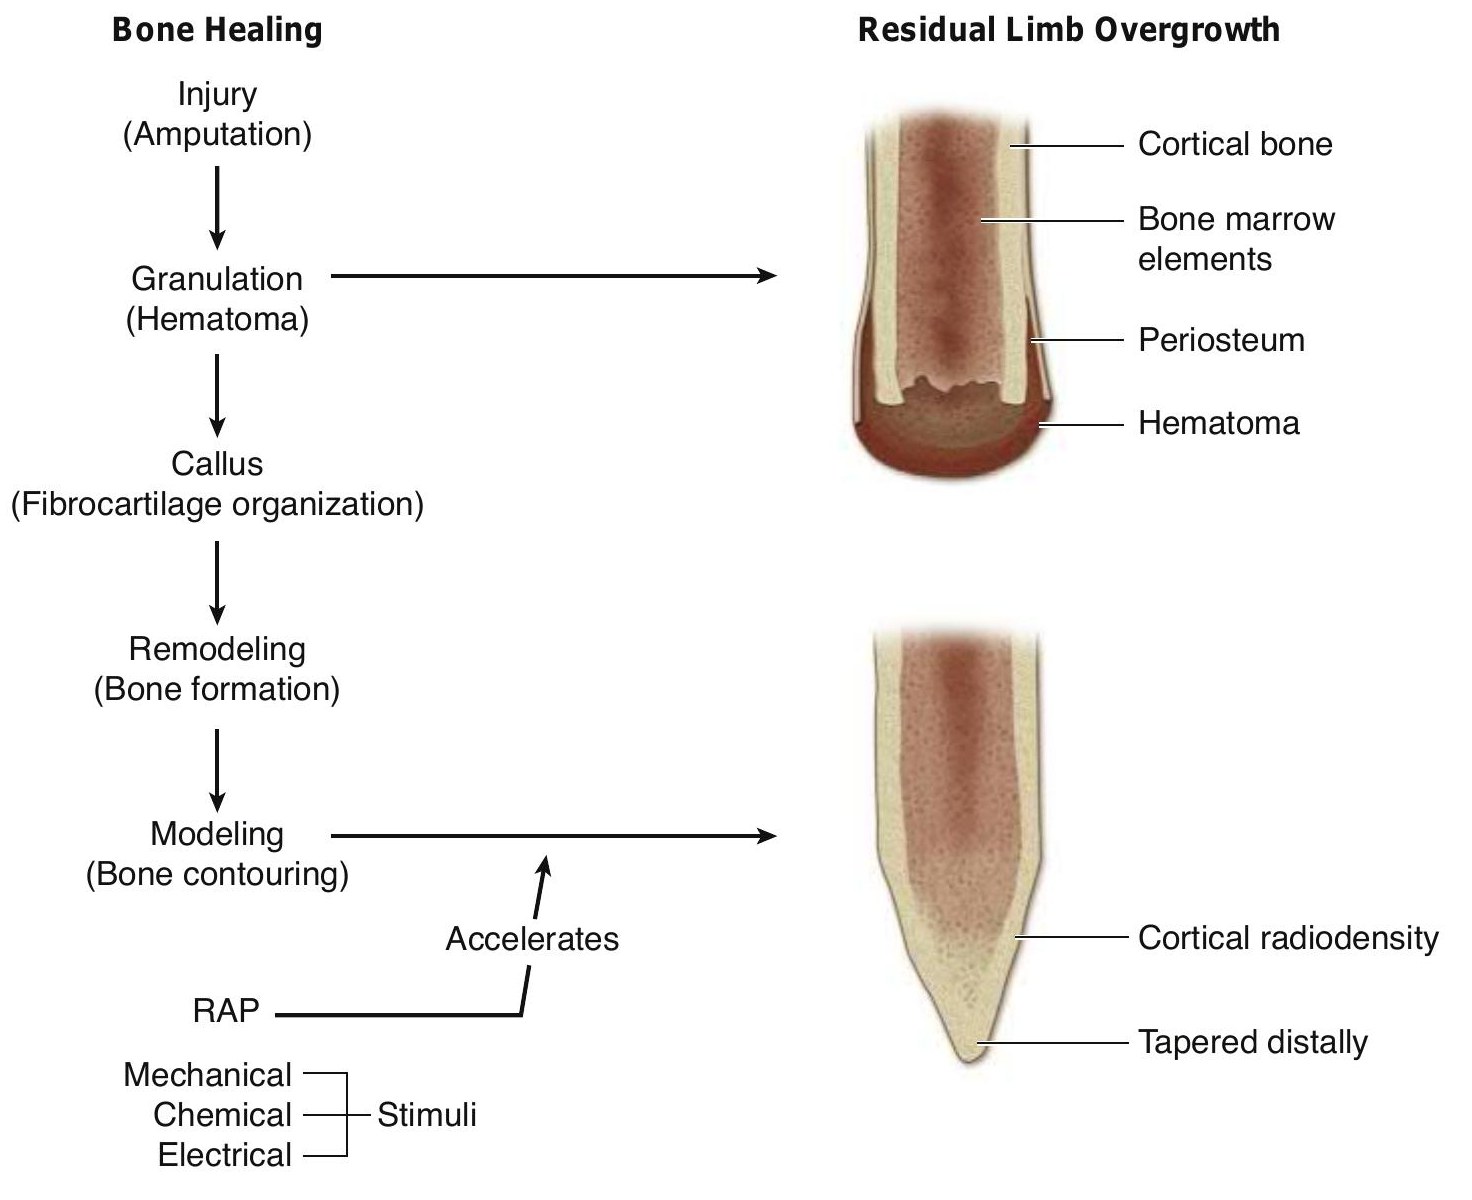 Bone Healing
Residual Limb Overgrowth
Injury
(Amputation)
Granulation
(Hematoma)
Callus
(Fibrocartilage organization)
Remodeling
(Bone formation)
Modeling
(Bone contouring)
Accelerates
RAP
Mechanical
Chemical
Electrical
Stimuli
Cortical bone
Bone marrow
elements
Periosteum
Hematoma
Cortical radiodensity
Tapered distally